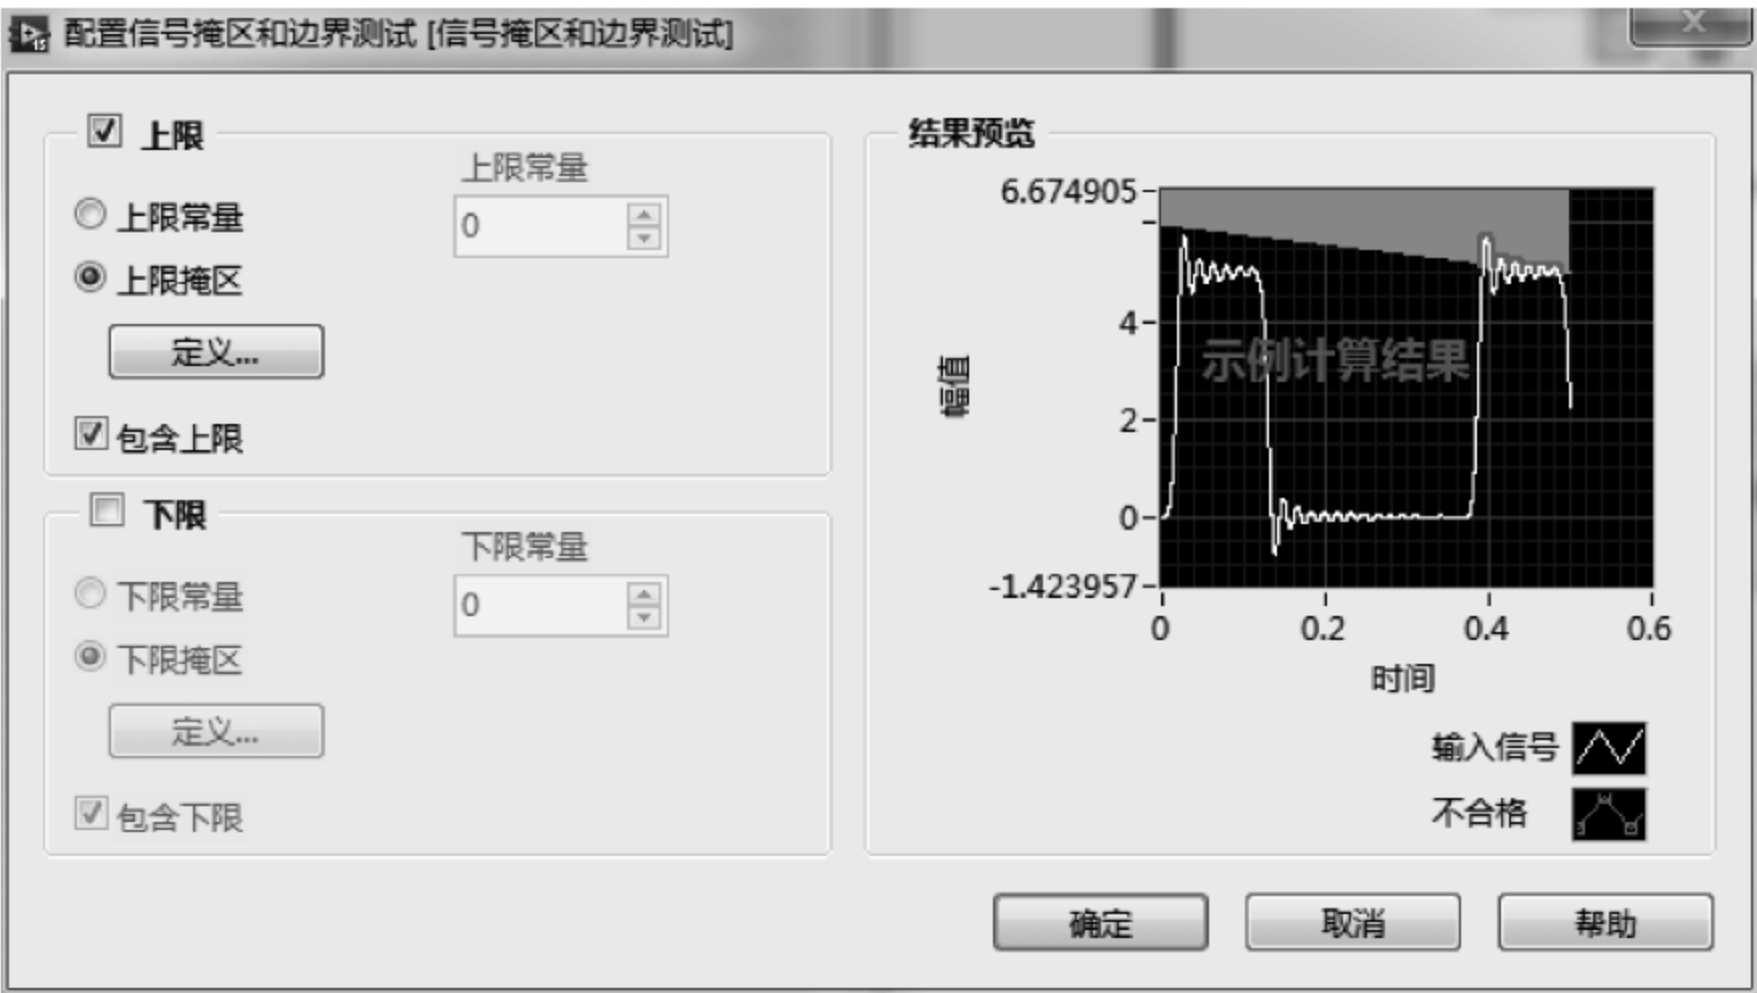 配置信号掩区和边界测试 [信号掩区和边界测试]
X
上限
上限常量
上限常量
0
上限掩区
定义...
包含上限
下限
下限常量
下限常量
0
下限掩区
定义...
包含下限
结果预览
6.674905
4
2
0
-1.423957
幅值
示例计算结果
0 0.2 0.4 0.6
时间
输入信号
不合格
确定 取消 帮助